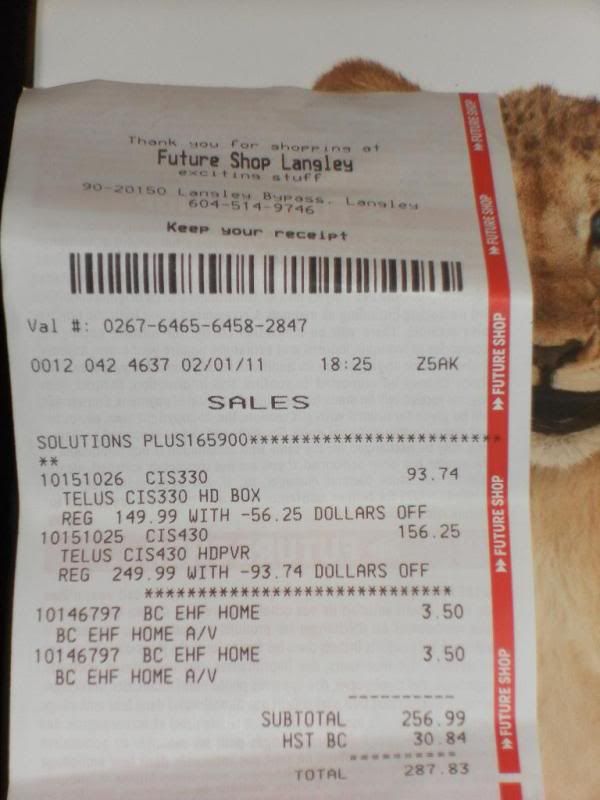 Thank you for shopping at
Future Shop Langley
exciting stuff
90-20150 Langley Bypass, Langley
604-514-9746
Keep your receipt
Val #: 0267-6465-6458-2847
0012 042 4637 02/01/11 18:25 Z5AK
SALES
SOLUTIONS PLUS165900***********************
**
10151026 CIS330 93.74
TELUS CIS330 HD BOX
REG 149.99 WITH -56.25 DOLLARS OFF
10151025 CIS430 156.25
TELUS CIS430 HDPVR
REG 249.99 WITH -93.74 DOLLARS OFF
****************************
10146797 BC EHF HOME 3.50
BC EHF HOME A/V
10146797 BC EHF HOME 3.50
BC EHF HOME A/V
----------
SUBTOTAL 256.99
HST BC 30.84
----------
TOTAL 287.83
FUTURE SHOP
FUTURE SHOP
FUTURE SHOP
FUTURE SHOP
FUTURE SHOP